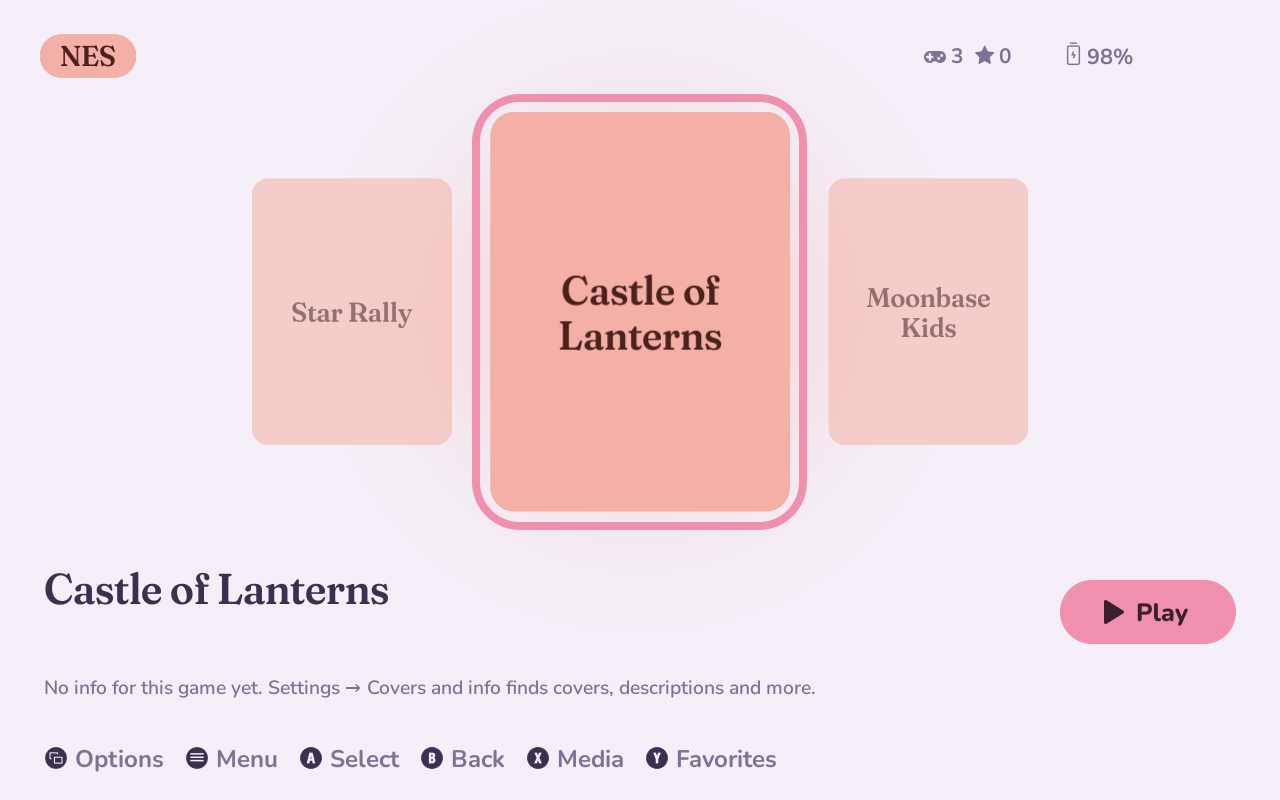 NES
3 0 98%
Star Rally
Castle of
Lanterns
Moonbase
Kids
Castle of Lanterns
Play
No info for this game yet. Settings → Covers and info finds covers, descriptions and more.
Options Menu A Select B Back X Media Y Favorites